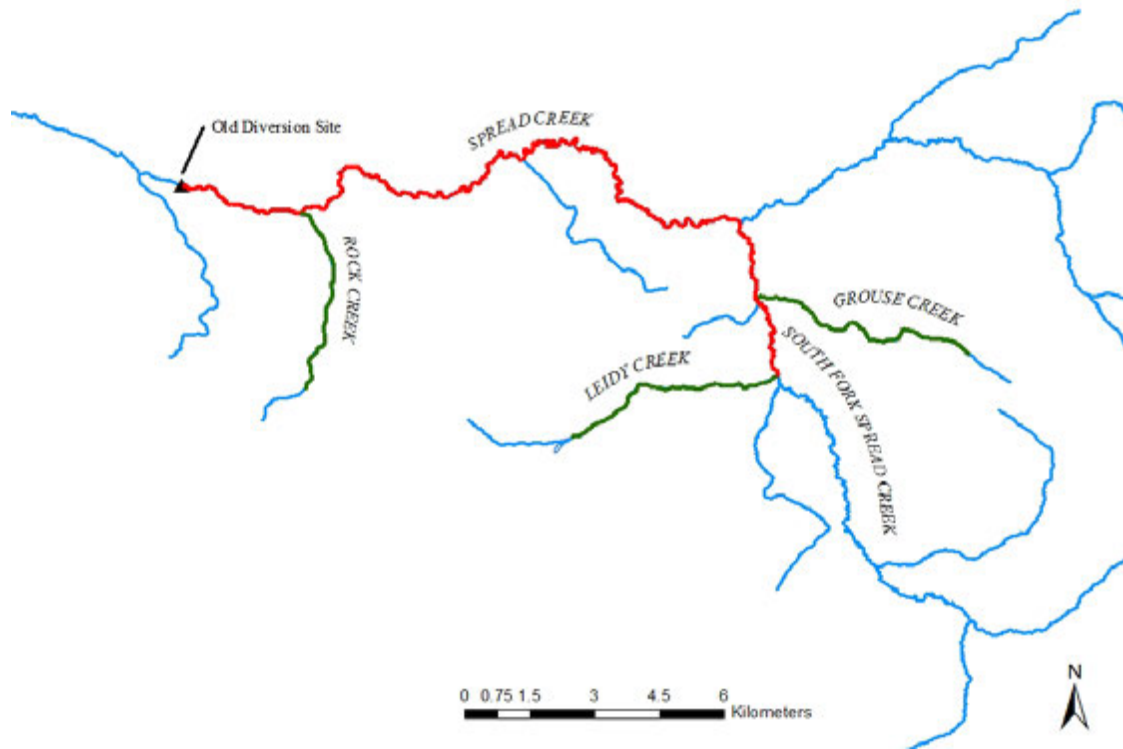 Old Diversion Site
SPREAD CREEK
ROCK CREEK
GROUSE CREEK
LEIDY CREEK
SOUTH FORK SPREAD CREEK
N
0 0.75 1.5 3 4.5 6
Kilometers